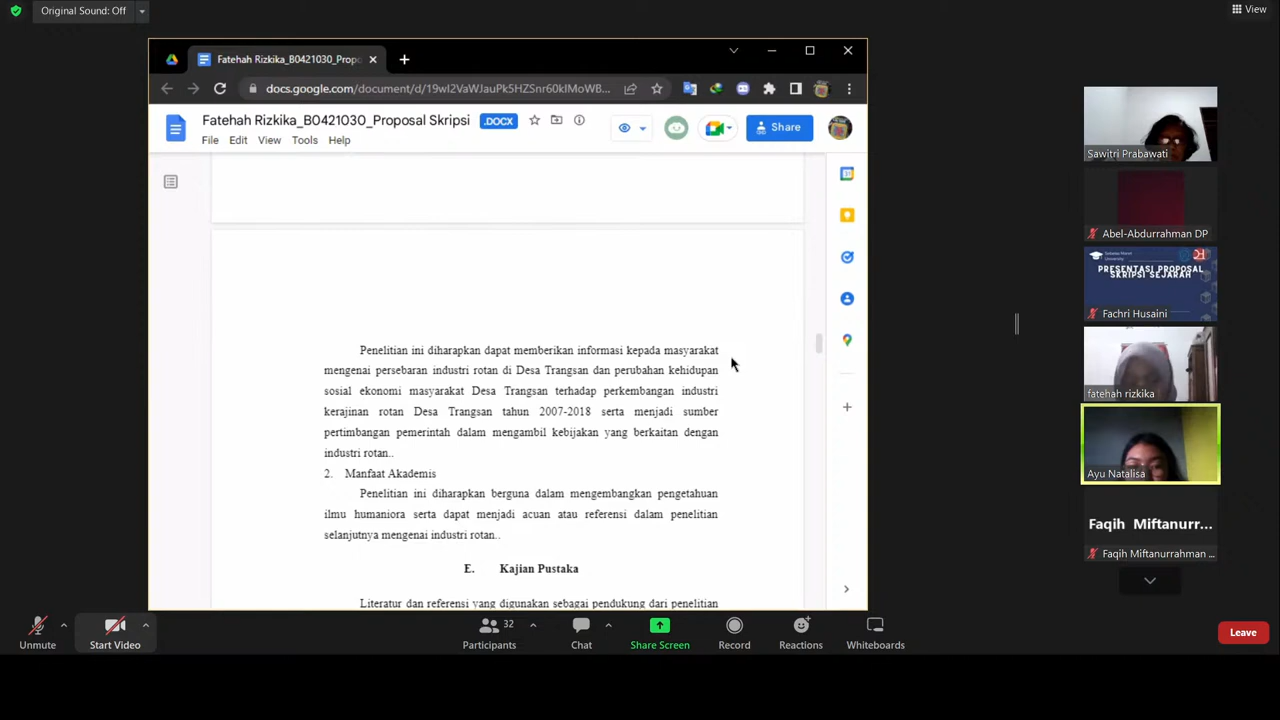 Original Sound: Off
View
Fatehah Rizkika_B0421030_Propo
docs.google.com/document/d/19wI2VaWJauPk5HZSnr60kIMoWB...
Fatehah Rizkika_B0421030_Proposal Skripsi
.DOCX
Share
File Edit View Tools Help
Penelitian ini diharapkan dapat memberikan informasi kepada masyarakat
mengenai persebaran industri rotan di Desa Trangsan dan perubahan kehidupan
sosial ekonomi masyarakat Desa Trangsan terhadap perkembangan industri
kerajinan rotan Desa Trangsan tahun 2007-2018 serta menjadi sumber
pertimbangan pemerintah dalam mengambil kebijakan yang berkaitan dengan
industri rotan..
2. Manfaat Akademis
Penelitian ini diharapkan berguna dalam mengembangkan pengetahuan
ilmu humaniora serta dapat menjadi acuan atau referensi dalam penelitian
selanjutnya mengenai industri rotan..
E. Kajian Pustaka
Literatur dan referensi yang digunakan sebagai pendukung dari penelitian
Sawitri Prabawati
Abel-Abdurrahman DP
PRESENTASI PROPOSAL
SKRIPSI SEJARAH
Fachri Husaini
fatehah rizkika
Ayu Natalisa
Faqih Miftanurr...
Faqih Miftanurrahman ...
Unmute
Start Video
32
Participants
Chat
Share Screen
Record
Reactions
Whiteboards
Leave